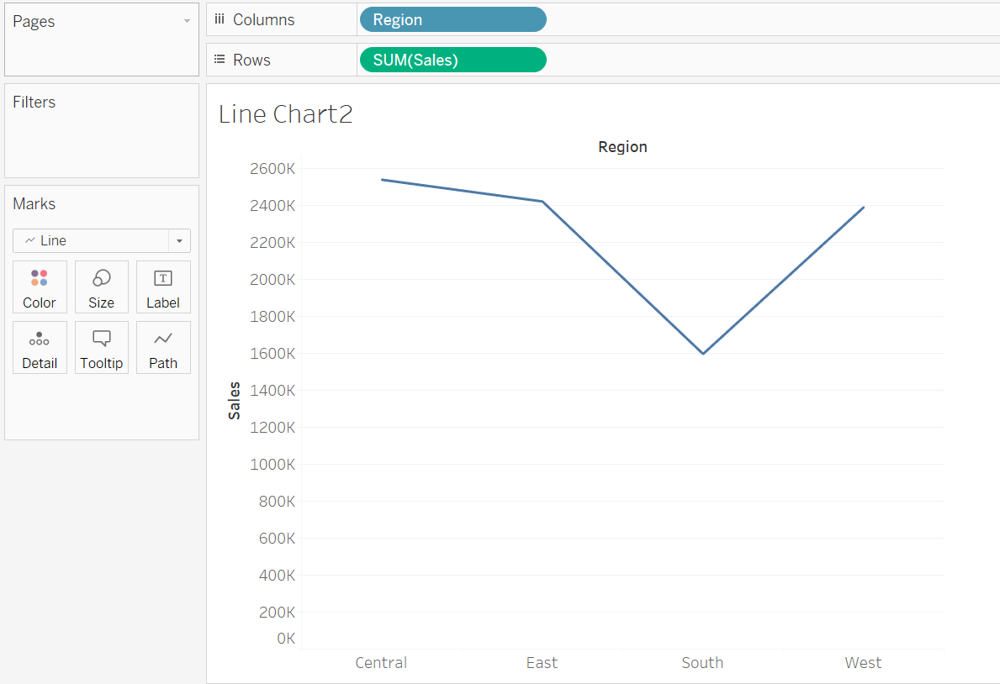 Pages
Columns
Region
Rows
SUM(Sales)
Filters
Marks
Line
Color
Size
Label
Detail
Tooltip
Path
Line Chart2
Region
2600K
2400K
2200K
2000K
1800K
1600K
1400K
1200K
1000K
800K
600K
400K
200K
0K
Sales
Central East South West